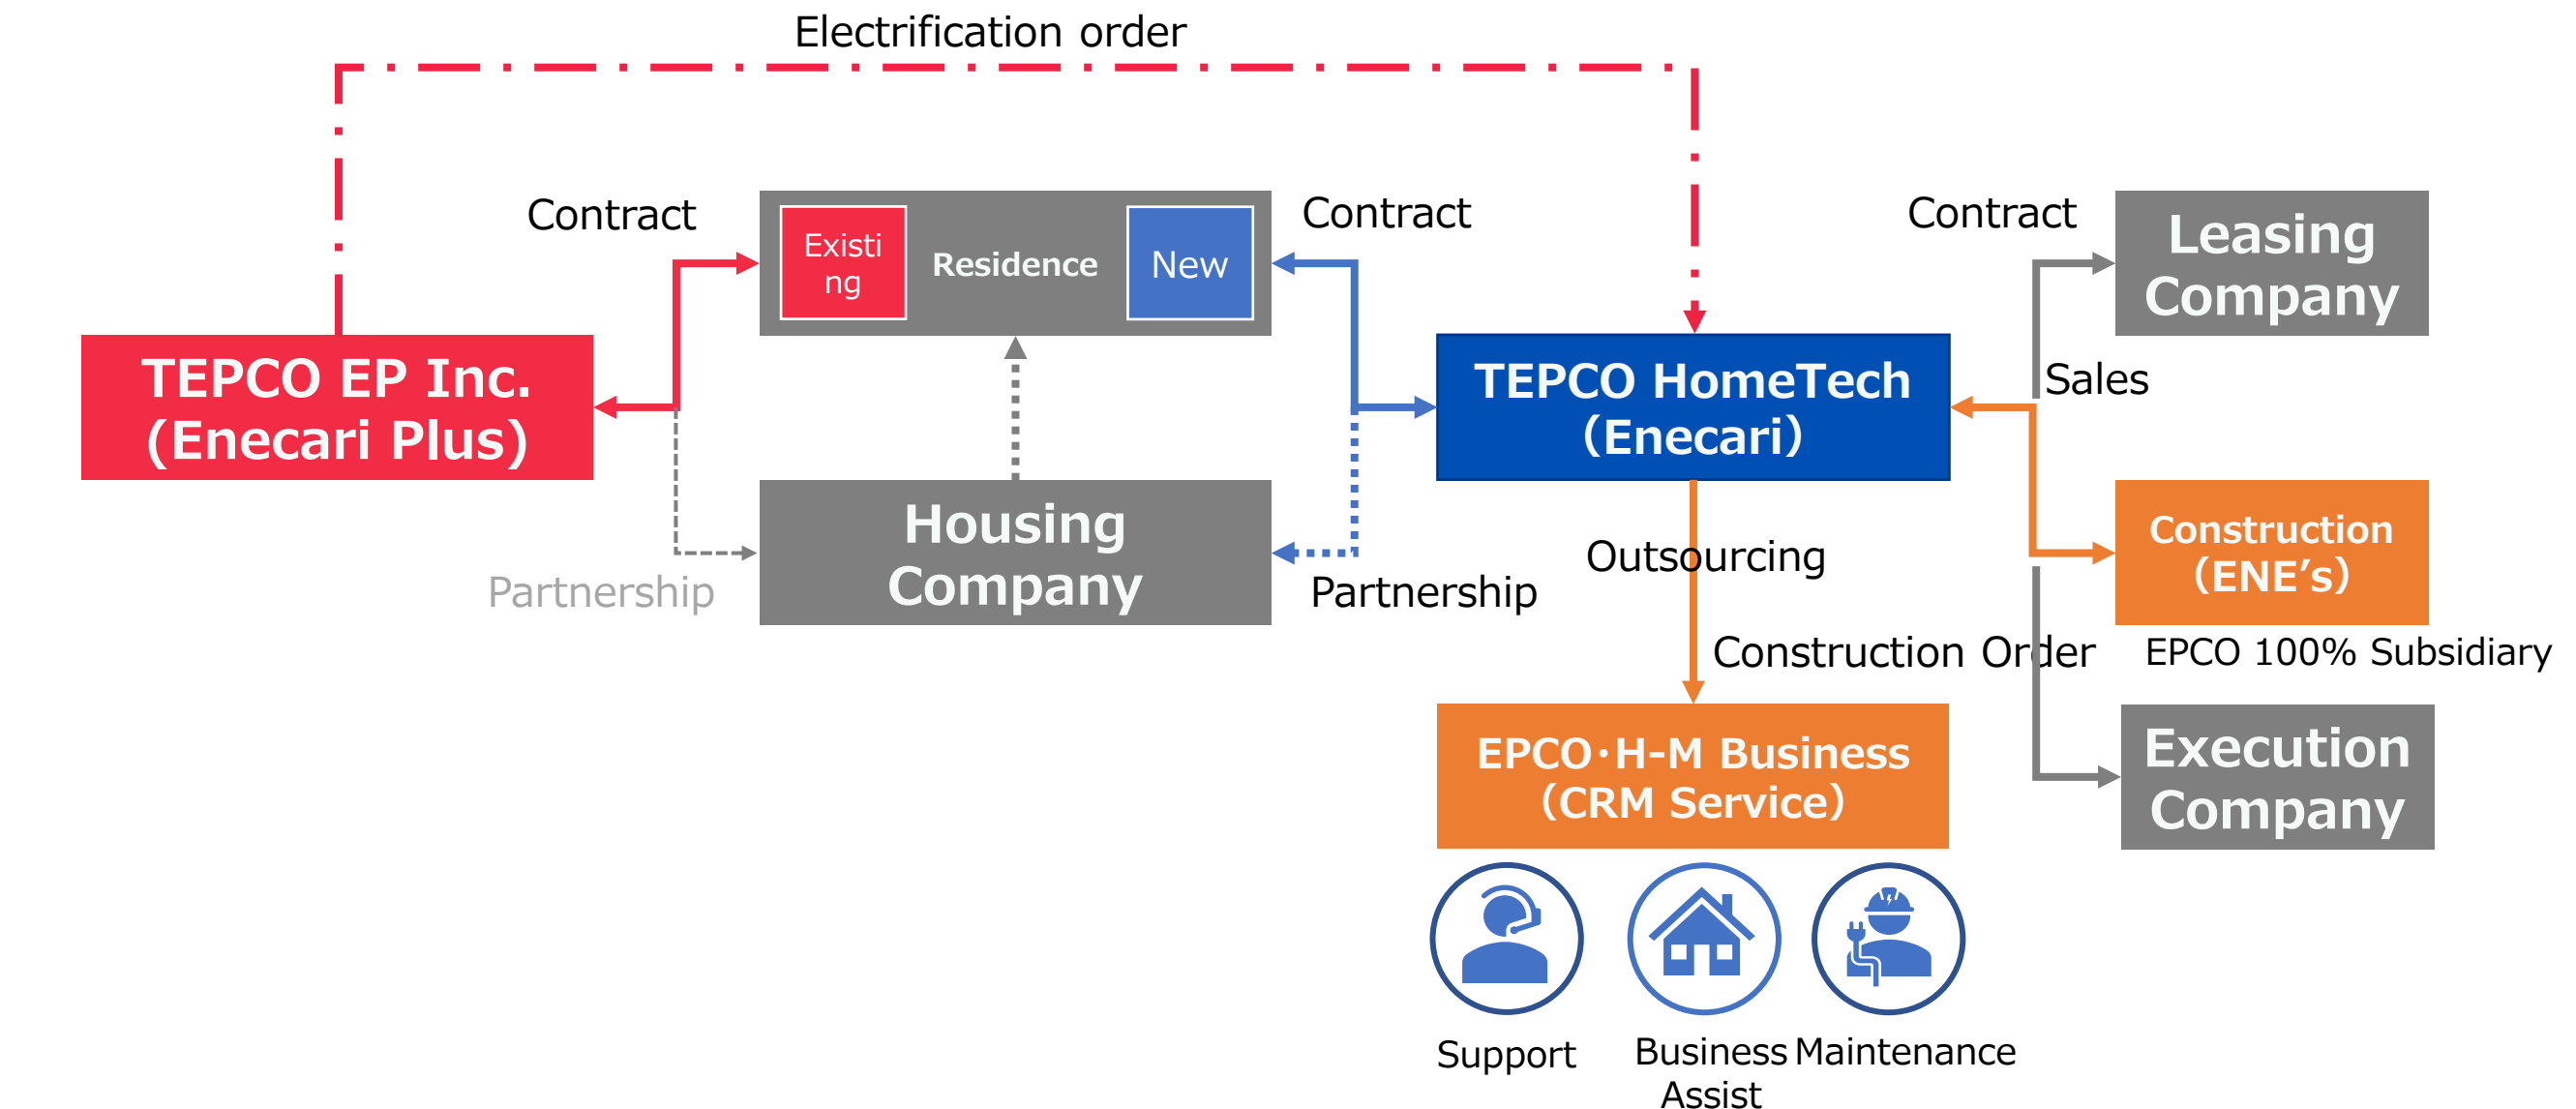 Electrification order
Contract
Existi
ng
Residence
New
Contract
Contract
Leasing
Company
TEPCO EP Inc.
(Enecari Plus)
TEPCO HomeTech
(Enecari)
Sales
Housing
Company
Partnership
Partnership
Outsourcing
Construction
(ENE’s)
EPCO 100% Subsidiary
Construction Order
EPCO・H-M Business
(CRM Service)
Execution
Company
Support
Business
Assist
Maintenance